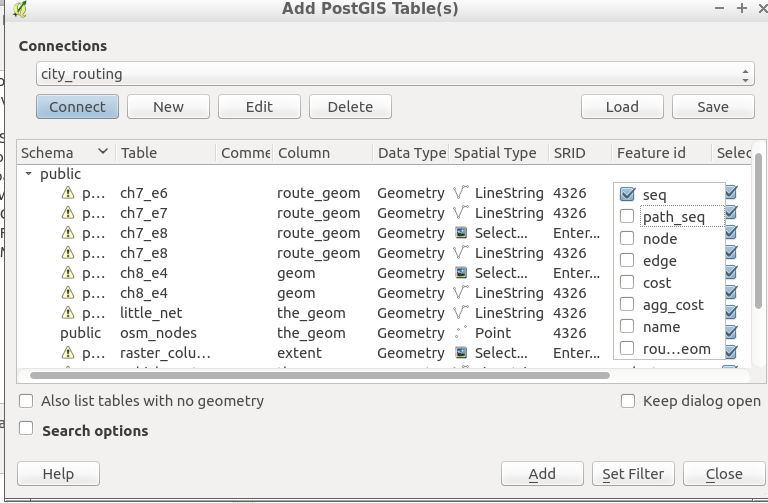 Add PostGIS Table(s)
Connections
city_routing
Connect New Edit Delete Load Save
Schema Table Comme Column Data Type Spatial Type SRID Feature id Selec
public
p... ch7_e6 route_geom Geometry LineString 4326 seq
p... ch7_e7 route_geom Geometry LineString 4326 path_seq
p... ch7_e8 route_geom Geometry Select... Enter... node
p... ch7_e8 route_geom Geometry LineString 4326 edge
p... ch8_e4 geom Geometry Select... Enter... cost
p... ch8_e4 geom Geometry LineString 4326 agg_cost
p... little_net the_geom Geometry LineString 4326 name
public osm_nodes the_geom Geometry Point 4326 rou...eom
p... raster_colu... extent Geometry Select... Enter...
Also list tables with no geometry Keep dialog open
Search options
Help Add Set Filter Close